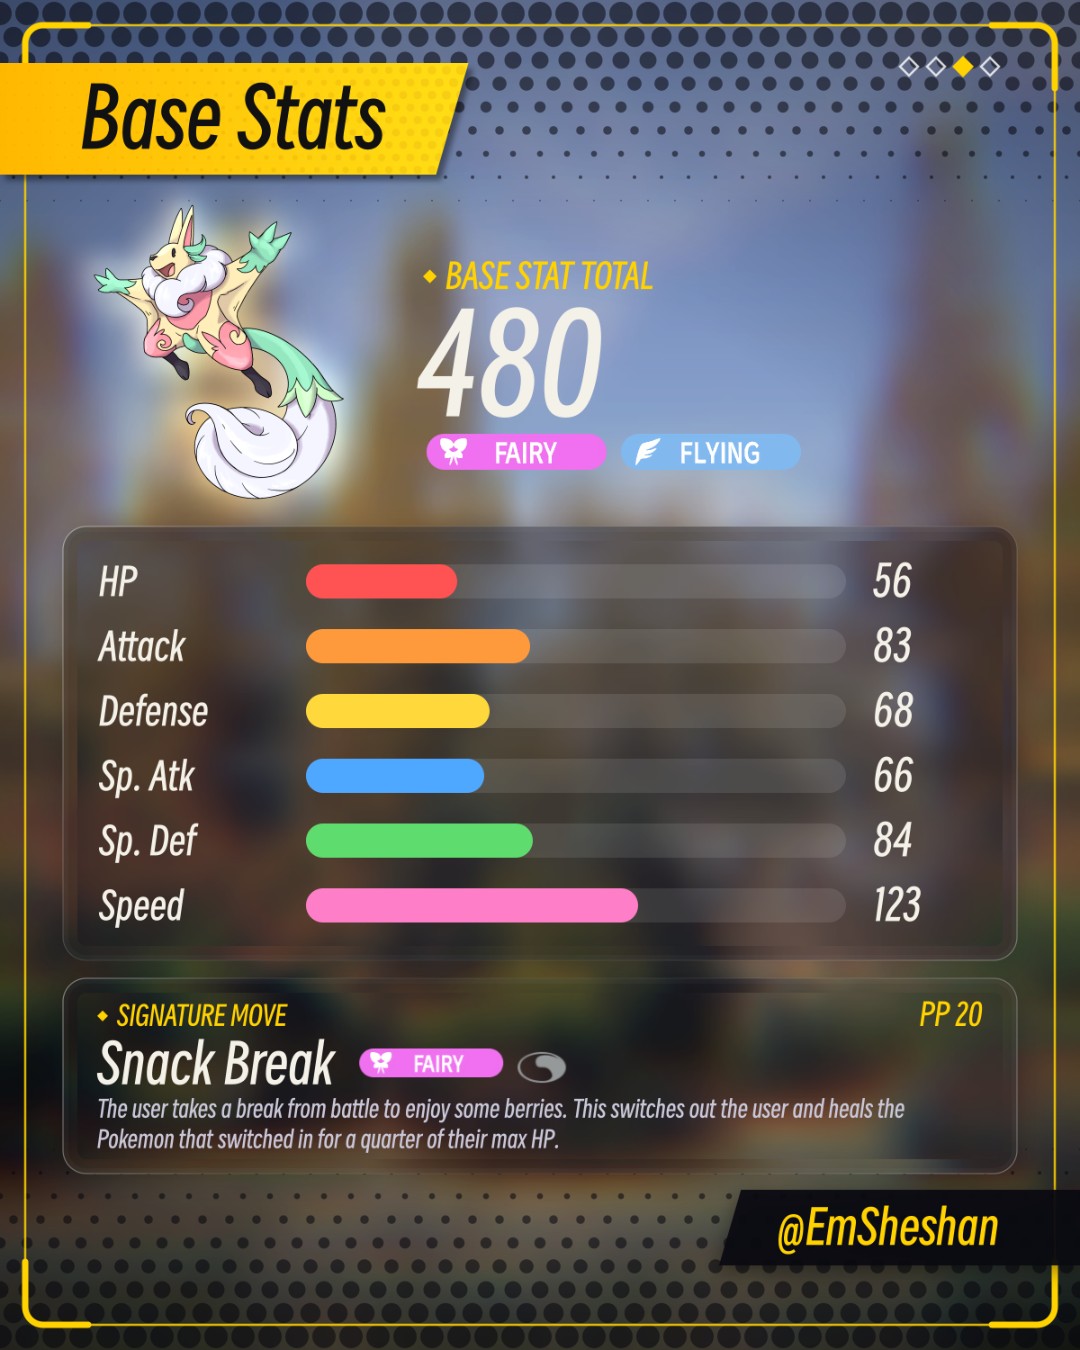 Base Stats
BASE STAT TOTAL
480
FAIRY FLYING
HP 56
Attack 83
Defense 68
Sp. Atk 66
Sp. Def 84
Speed 123
SIGNATURE MOVE PP 20
Snack Break FAIRY
The user takes a break from battle to enjoy some berries. This switches out the user and heals the
Pokemon that switched in for a quarter of their max HP.
@EmSheshan